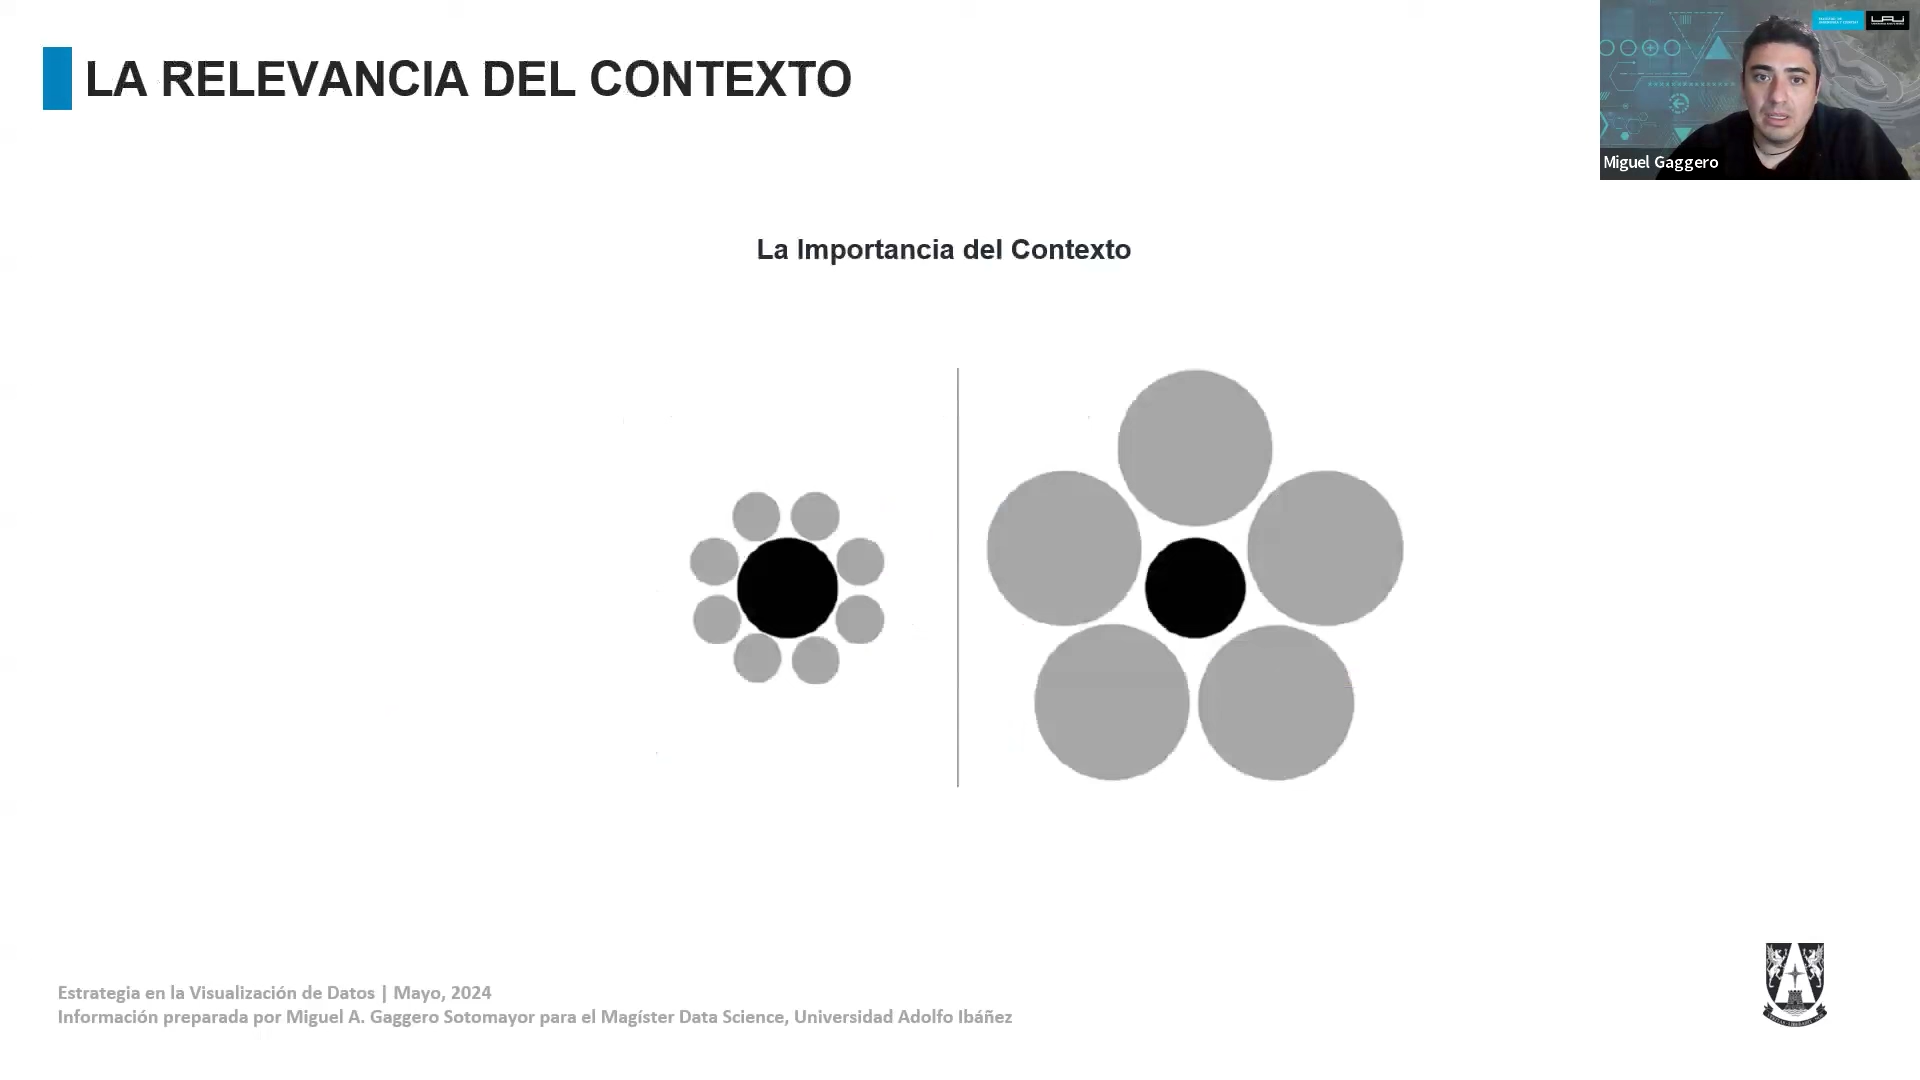 LA RELEVANCIA DEL CONTEXTO
Miguel Gaggero
La Importancia del Contexto
Estrategia en la Visualización de Datos | Mayo, 2024
Información preparada por Miguel A. Gaggero Sotomayor para el Magíster Data Science, Universidad Adolfo Ibáñez